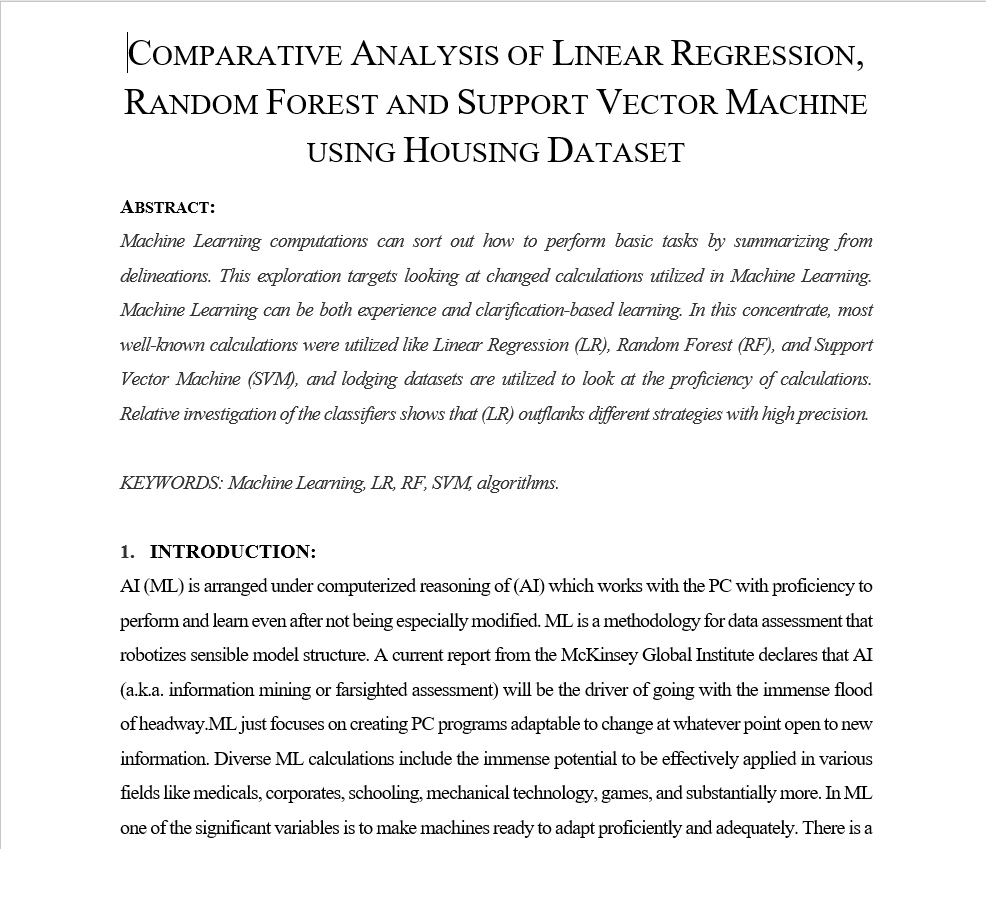 COMPARATIVE ANALYSIS OF LINEAR REGRESSION,
RANDOM FOREST AND SUPPORT VECTOR MACHINE
USING HOUSING DATASET
ABSTRACT:
Machine Learning computations can sort out how to perform basic tasks by summarizing from
delineations. This exploration targets looking at changed calculations utilized in Machine Learning.
Machine Learning can be both experience and clarification-based learning. In this concentrate, most
well-known calculations were utilized like Linear Regression (LR), Random Forest (RF), and Support
Vector Machine (SVM), and lodging datasets are utilized to look at the proficiency of calculations.
Relative investigation of the classifiers shows that (LR) outflanks different strategies with high precision.
KEYWORDS: Machine Learning, LR, RF, SVM, algorithms.
1. INTRODUCTION:
AI (ML) is arranged under computerized reasoning of (AI) which works with the PC with proficiency to
perform and learn even after not being especially modified. ML is a methodology for data assessment that
robotizes sensible model structure. A current report from the McKinsey Global Institute declares that AI
(a.k.a. information mining or farsighted assessment) will be the driver of going with the immense flood
of headway.ML just focuses on creating PC programs adaptable to change at whatever point open to new
information. Diverse ML calculations include the immense potential to be effectively applied in various
fields like medicals, corporates, schooling, mechanical technology, games, and substantially more. In ML
one of the significant variables is to make machines ready to adapt proficiently and adequately. There is a